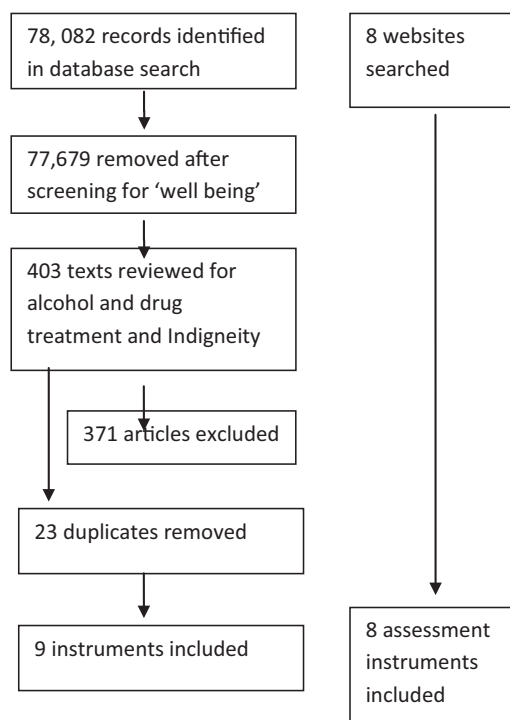 78, 082 records identified
in database search
77,679 removed after
screening for ‘well being’
403 texts reviewed for
alcohol and drug
treatment and Indigneity
371 articles excluded
23 duplicates removed
9 instruments included
8 websites
searched
8 assessment
instruments
included